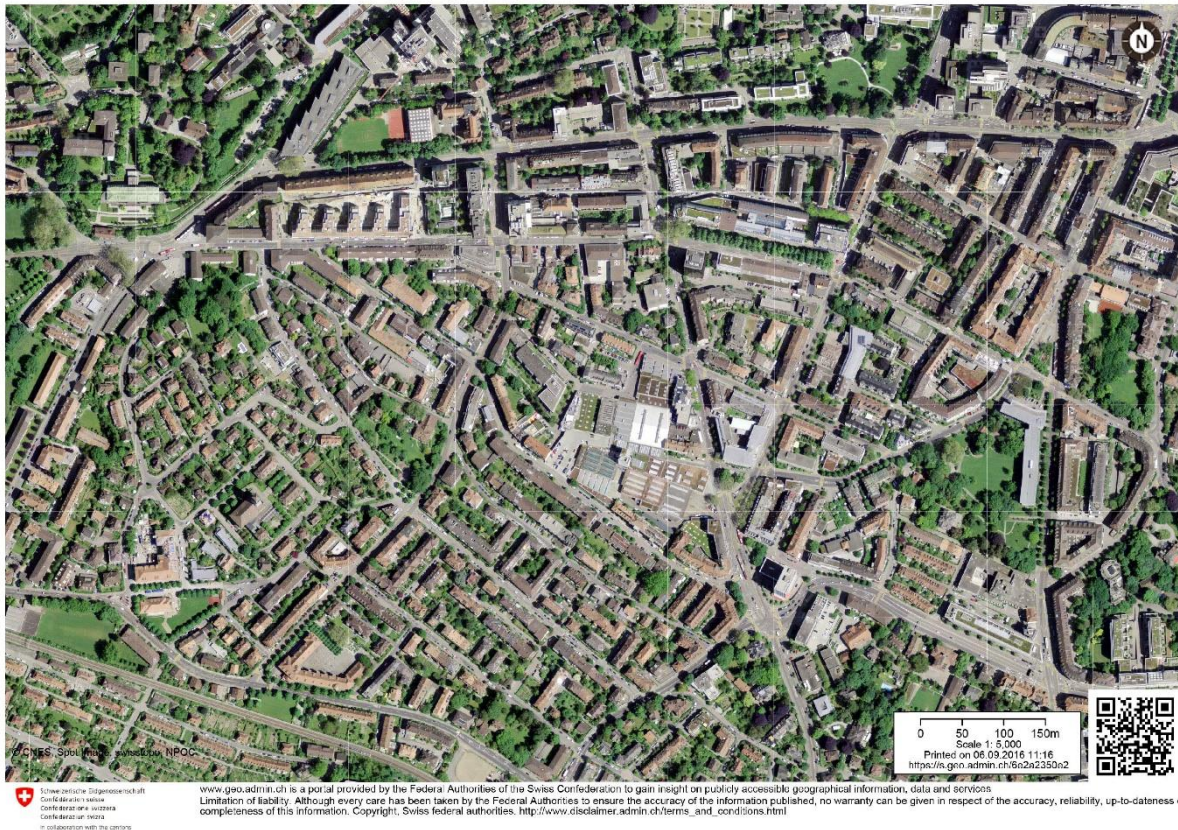 N
0 50 100 150m
Scale 1: 5,000
Printed on 06.09.2016 11:16
https://s.geo.admin.ch/6e2a2350e2
© CNES, Spot Image, swisstopo, NPOC
Schweizerische Eidgenossenschaft
Confédération suisse
Confederazione svizzera
Confederaziun svizra
In collaboration with the cantons
www.geo.admin.ch is a portal provided by the Federal Authorities of the Swiss Confederation to gain insight on publicly accessible geographical information, data and services
Limitation of liability. Although every care has been taken by the Federal Authorities to ensure the accuracy of the information published, no warranty can be given in respect of the accuracy, reliability, up-to-dateness
completeness of this information. Copyright, Swiss federal authorities. http://www.disclaimer.admin.ch/terms_and_conditions.html